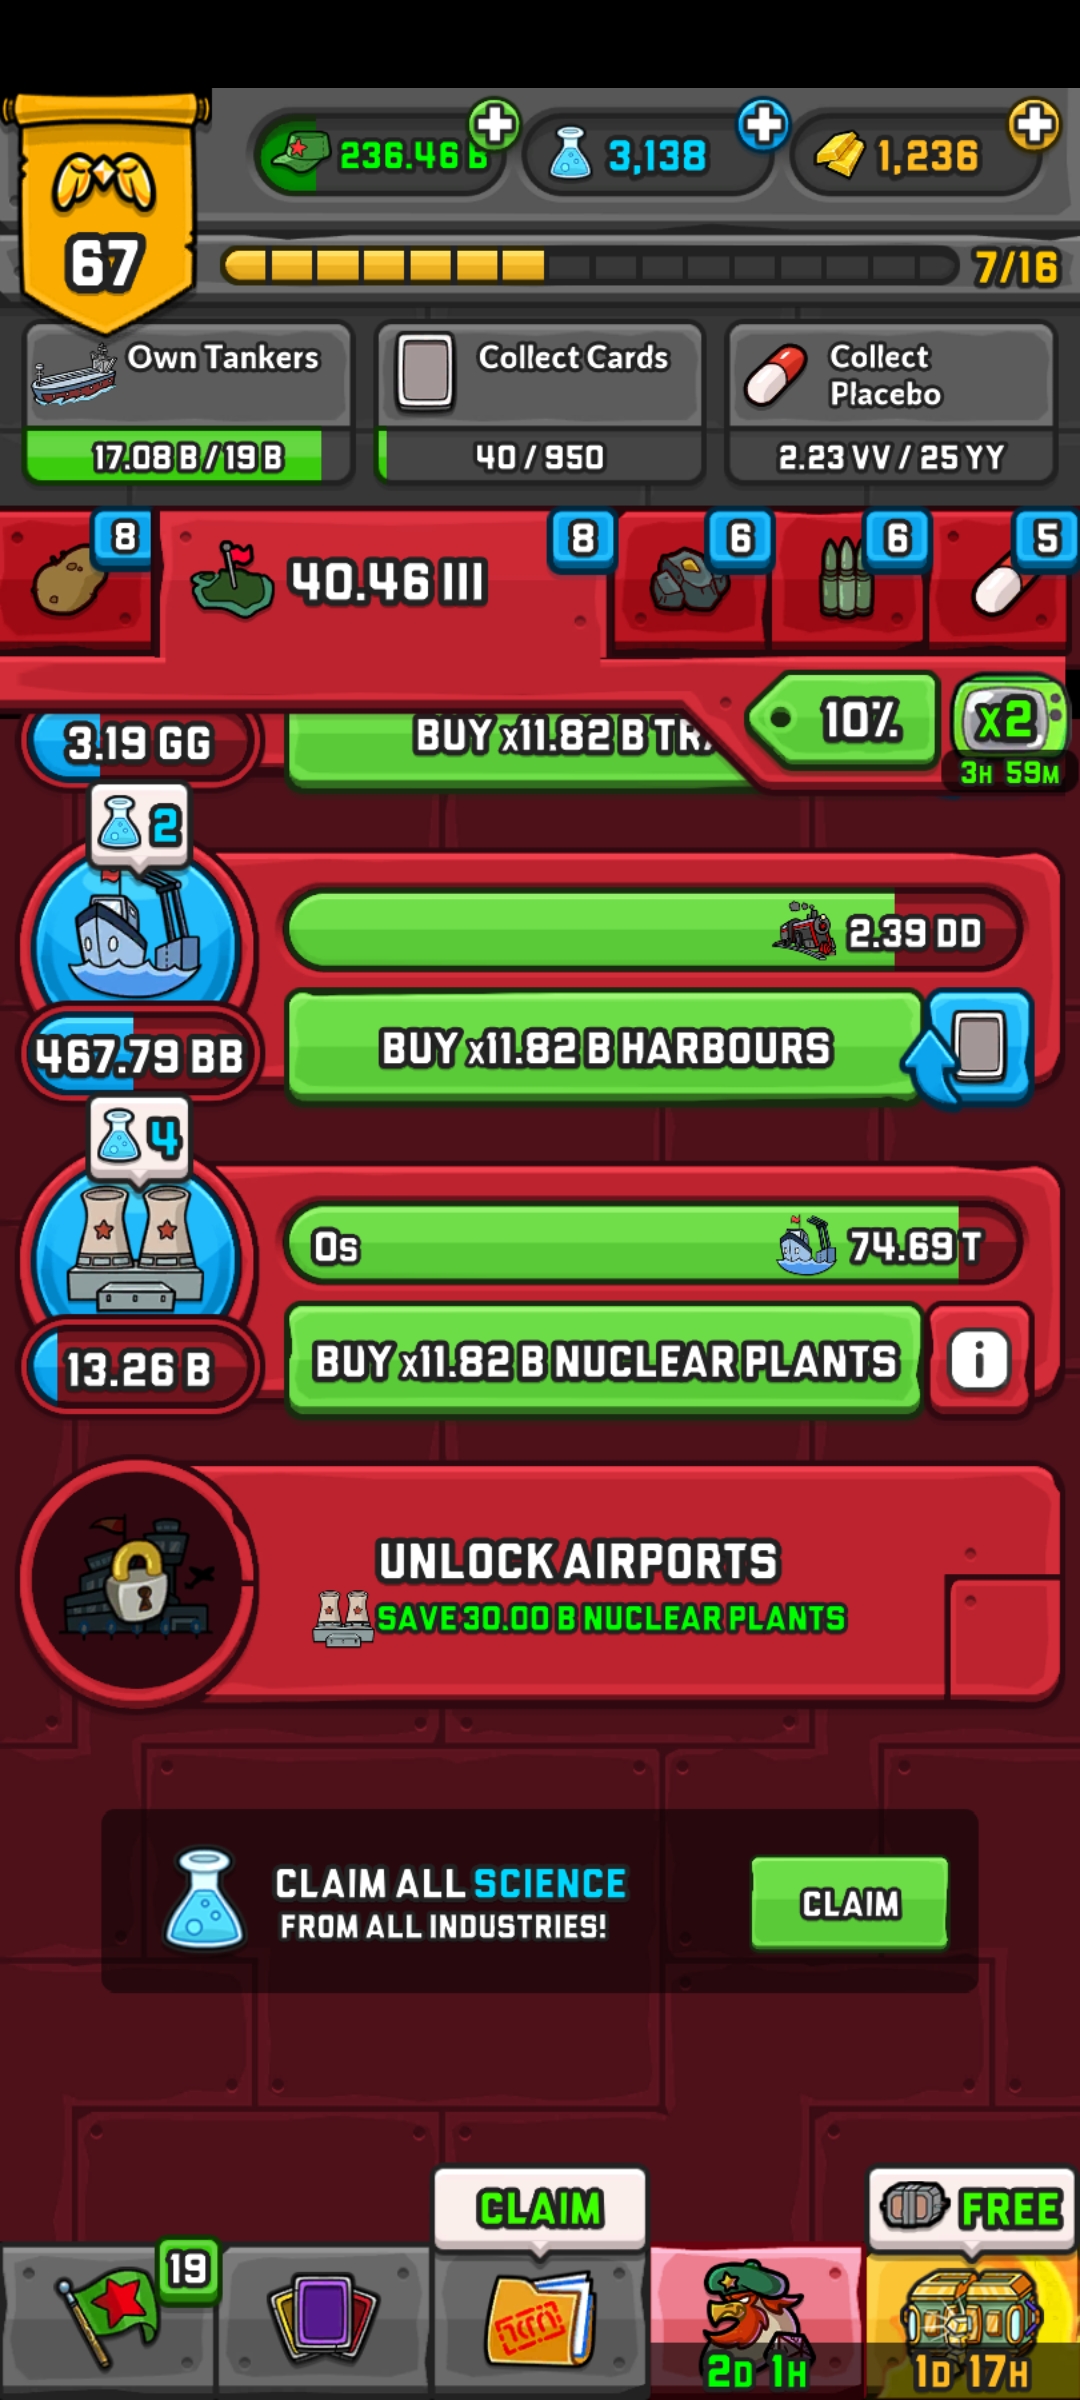 236.46 B
3,138
1,236
67
7/16
Own Tankers
17.08 B / 19 B
Collect Cards
40 / 950
Collect
Placebo
2.23 VV / 25 YY
8
40.46 III
8
6
6
5
10%
x2
3H 59M
3.19 GG
BUY x11.82 B TRA
2
2.39 DD
467.79 BB
BUY x11.82 B HARBOURS
4
0s
74.69 T
13.26 B
BUY x11.82 B NUCLEAR PLANTS
i
UNLOCK AIRPORTS
SAVE 30.00 B NUCLEAR PLANTS
CLAIM ALL SCIENCE
FROM ALL INDUSTRIES!
CLAIM
CLAIM
FREE
19
2D 1H
1D 17H